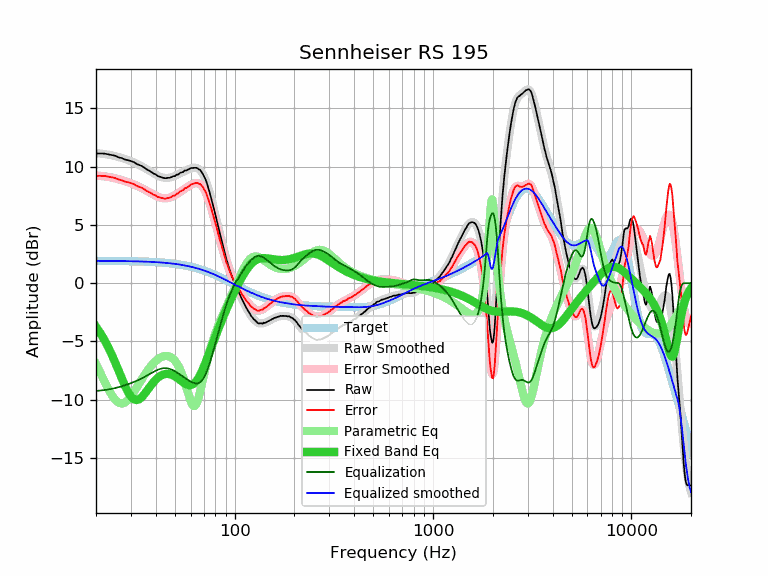 Sennheiser RS 195
Amplitude (dBr)
15
10
5
0
−5
−10
−15
Target
Raw Smoothed
Error Smoothed
Raw
Error
Parametric Eq
Fixed Band Eq
Equalization
Equalized smoothed
100
1000
10000
Frequency (Hz)